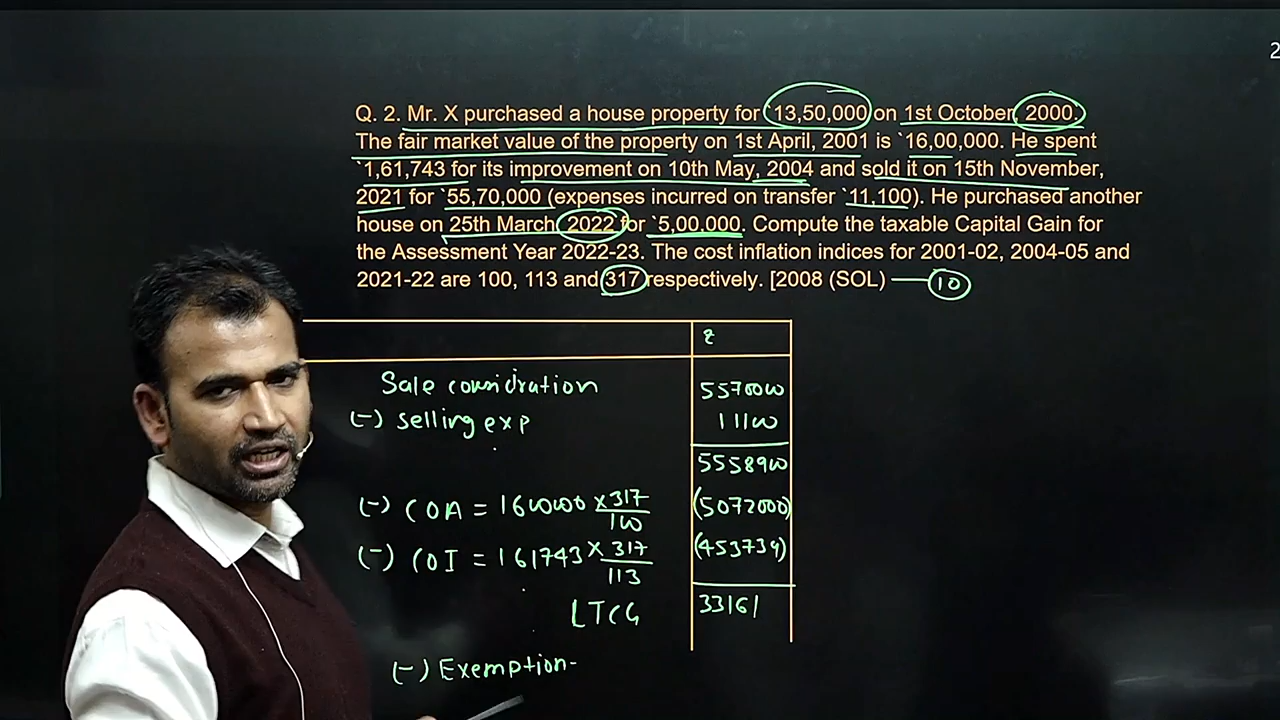 2
Q. 2. Mr. X purchased a house property for `13,50,000 on 1st October, 2000.
The fair market value of the property on 1st April, 2001 is `16,00,000. He spent
`1,61,743 for its improvement on 10th May, 2004 and sold it on 15th November,
2021 for `55,70,000 (expenses incurred on transfer `11,100). He purchased another
house on 25th March, 2022 for `5,00,000. Compute the taxable Capital Gain for
the Assessment Year 2022-23. The cost inflation indices for 2001-02, 2004-05 and
2021-22 are 100, 113 and 317 respectively. [2008 (SOL) — 10
₹
Sale considration 5570000
(-) Selling exp 11100
5558900
(-) COA = 1600000 × 317/100 (5072000)
(-) COI = 161743 × 317/113 (453739)
LTCG 33161
(-) Exemption-